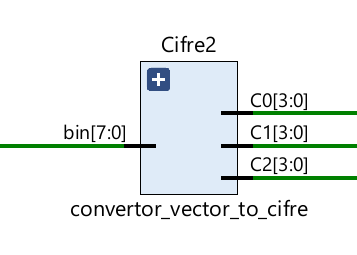 Cifre2
C0[3:0]
bin[7:0]
C1[3:0]
C2[3:0]
convertor_vector_to_cifre